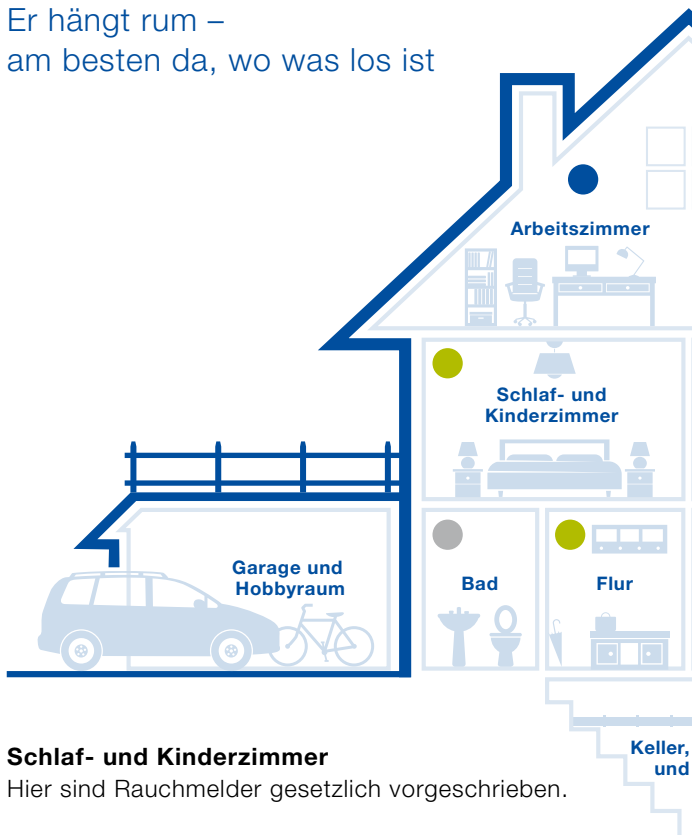 Er hängt rum –
am besten da, wo was los ist
Arbeitszimmer
Schlaf- und
Kinderzimmer
Garage und
Hobbyraum
Bad
Flur
Keller,
und
Schlaf- und Kinderzimmer
Hier sind Rauchmelder gesetzlich vorgeschrieben.